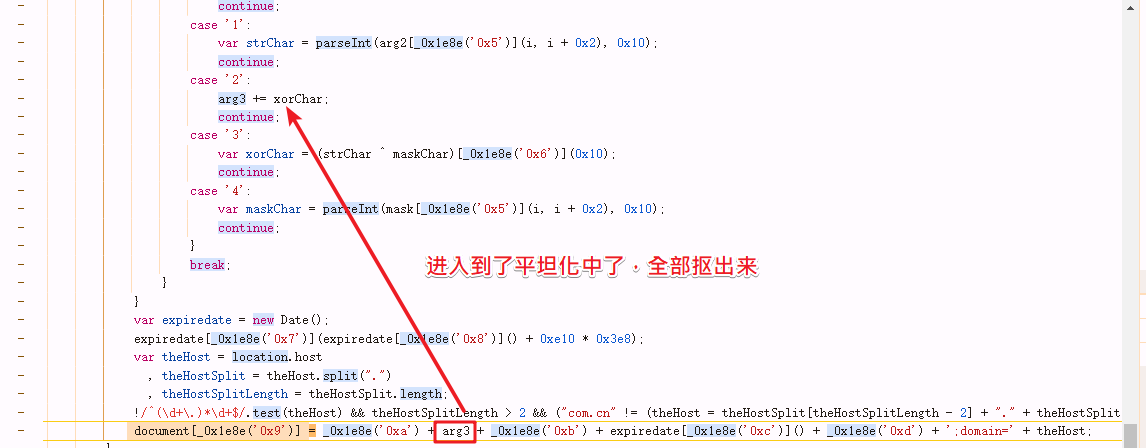 continue;
case '1':
var strChar = parseInt(arg2[_0x1e8e('0x5')](i, i + 0x2), 0x10);
continue;
case '2':
arg3 += xorChar;
continue;
case '3':
var xorChar = (strChar ^ maskChar)[_0x1e8e('0x6')](0x10);
continue;
case '4':
var maskChar = parseInt(mask[_0x1e8e('0x5')](i, i + 0x2), 0x10);
continue;
}
break;
进入到了平坦化中了，全部抠出来
}
}
var expiredate = new Date();
expiredate[_0x1e8e('0x7')](expiredate[_0x1e8e('0x8')]() + 0xe10 * 0x3e8);
var theHost = location.host
, theHostSplit = theHost.split(".")
, theHostSplitLength = theHostSplit.length;
!/^(\d+\.)*\d+$/.test(theHost) && theHostSplitLength > 2 && ("com.cn" != (theHost = theHostSplit[theHostSplitLength - 2] + "." + theHostSplit
document[_0x1e8e('0x9')] = _0x1e8e('0xa') + arg3 + _0x1e8e('0xb') + expiredate[_0x1e8e('0xc')]() + _0x1e8e('0xd') + ';domain=' + theHost;
}